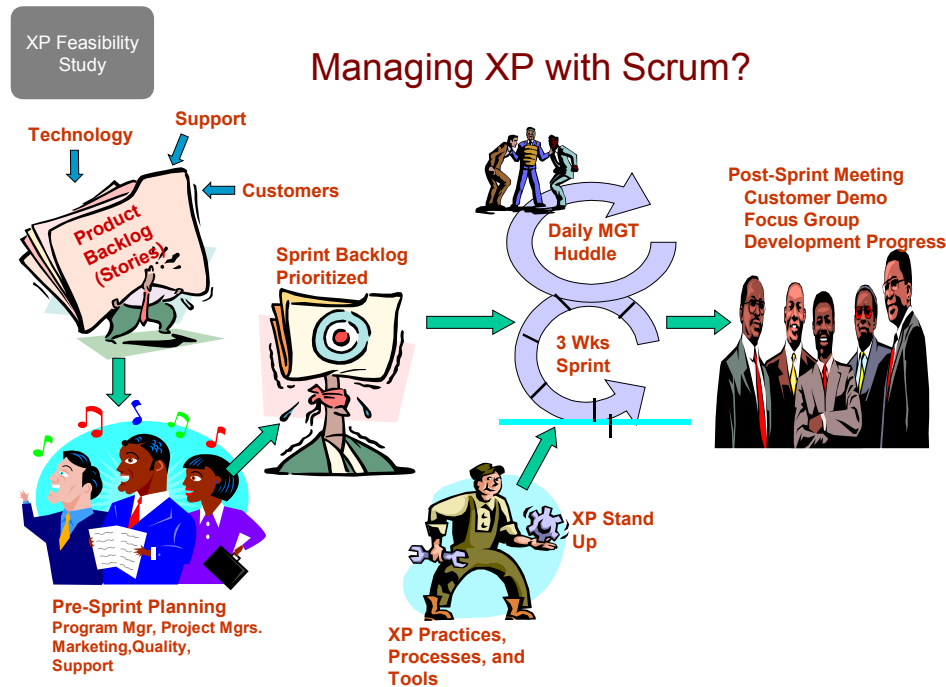 XP Feasibility
Study
Managing XP with Scrum?
Technology
Support
Customers
Product
Backlog
(Stories)
Sprint Backlog
Prioritized
Daily MGT
Huddle
3 Wks
Sprint
Post-Sprint Meeting
Customer Demo
Focus Group
Development Progress
Pre-Sprint Planning
Program Mgr, Project Mgrs.
Marketing,Quality,
Support
XP Stand
Up
XP Practices,
Processes, and
Tools